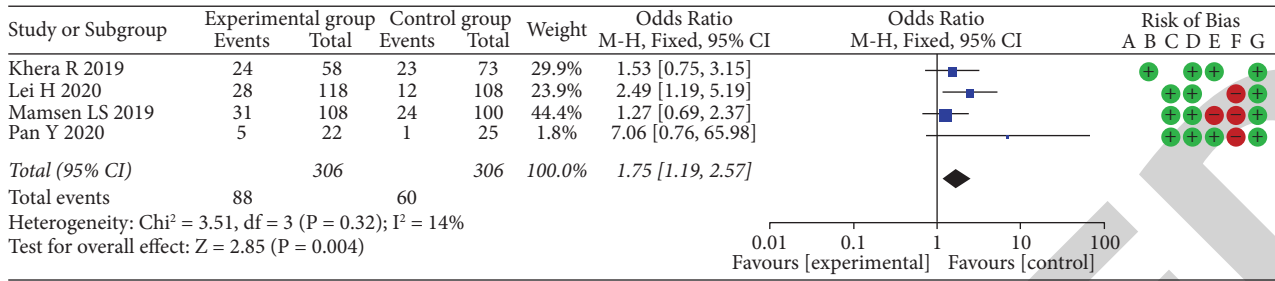 Study or Subgroup Experimental group Control group Weight Odds Ratio Odds Ratio Risk of Bias
Events Total Events Total M-H, Fixed, 95% CI M-H, Fixed, 95% CI A B C D E F G
Khera R 2019 24 58 23 73 29.9% 1.53 [0.75, 3.15] + + + +
Lei H 2020 28 118 12 108 23.9% 2.49 [1.19, 5.19] + + − +
Mamsen LS 2019 31 108 24 100 44.4% 1.27 [0.69, 2.37] + + − − +
Pan Y 2020 5 22 1 25 1.8% 7.06 [0.76, 65.98] + + + − +
Total (95% CI) 306 306 100.0% 1.75 [1.19, 2.57]
Total events 88 60
Heterogeneity: Chi² = 3.51, df = 3 (P = 0.32); I² = 14%
Test for overall effect: Z = 2.85 (P = 0.004)
0.01 0.1 1 10 100
Favours [experimental] Favours [control]